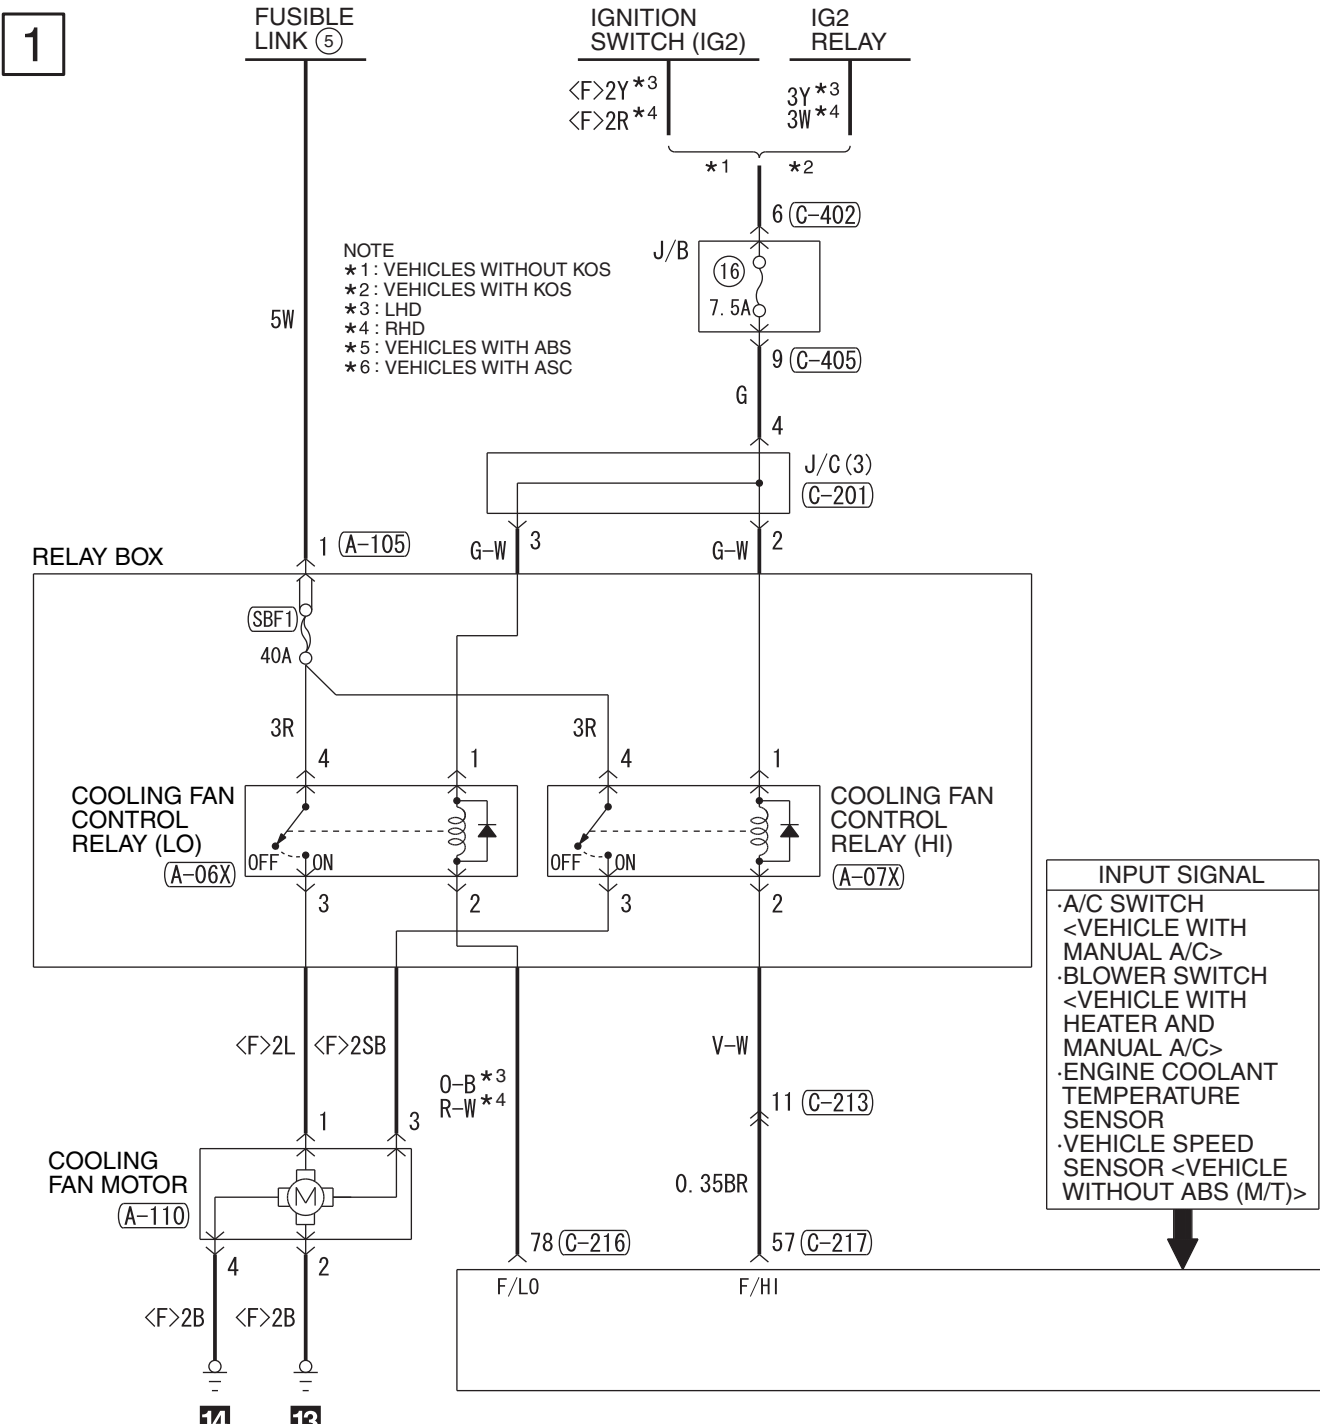 1
FUSIBLE
LINK 5
IGNITION
SWITCH (IG2)
IG2
RELAY
<F>2Y*3
<F>2R*4
3Y*3
3W*4
*1
*2
6 C-402
J/B
16
7.5A
NOTE
*1 : VEHICLES WITHOUT KOS
*2 : VEHICLES WITH KOS
*3 : LHD
*4 : RHD
*5 : VEHICLES WITH ABS
*6 : VEHICLES WITH ASC
5W
9 C-405
G
4
J/C(3)
C-201
1 A-105
G-W
3
G-W
2
RELAY BOX
SBF1
40A
3R
3R
4
1
4
1
COOLING FAN
CONTROL
RELAY (LO)
A-06X
OFF
ON
OFF
ON
COOLING FAN
CONTROL
RELAY (HI)
A-07X
3
2
3
2
INPUT SIGNAL
·A/C SWITCH
<VEHICLE WITH
MANUAL A/C>
·BLOWER SWITCH
<VEHICLE WITH
HEATER AND
MANUAL A/C>
·ENGINE COOLANT
TEMPERATURE
SENSOR
·VEHICLE SPEED
SENSOR <VEHICLE
WITHOUT ABS (M/T)>
<F>2L
<F>2SB
O-B*3
R-W*4
V-W
11 C-213
1
3
COOLING
FAN MOTOR
A-110
M
0.35BR
78 C-216
57 C-217
4
2
F/LO
F/HI
<F>2B
<F>2B
14
13